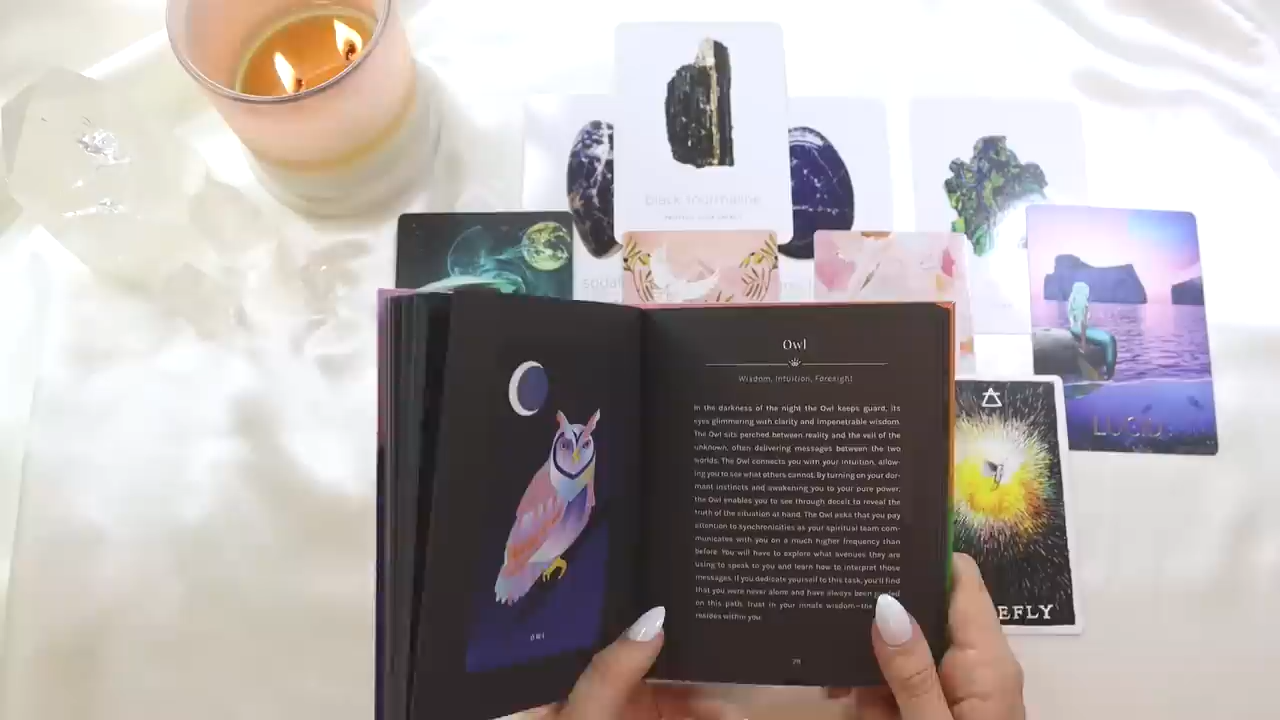 black tourmaline
soda
LUCID
EFLY
OWL
Owl
Wisdom, Intuition, Foresight
In the darkness of the night the Owl keeps guard, its
eyes glimmering with clarity and impenetrable wisdom.
The Owl sits perched between reality and the veil of the
unknown, often delivering messages between the two
worlds. The Owl connects you with your intuition, allow-
ing you to see what others cannot. By turning on your dor-
mant instincts and awakening you to your pure power,
the Owl enables you to see through deceit to reveal the
truth of the situation at hand. The Owl asks that you pay
attention to synchronicities as your spiritual team com-
municates with you on a much higher frequency than
before. You will have to explore what avenues they are
using to speak to you and learn how to interpret those
messages. If you dedicate yourself to this task, you'll find
that you were never alone and have always been guided
on this path. Trust in your innate wisdom—the
resides within you.